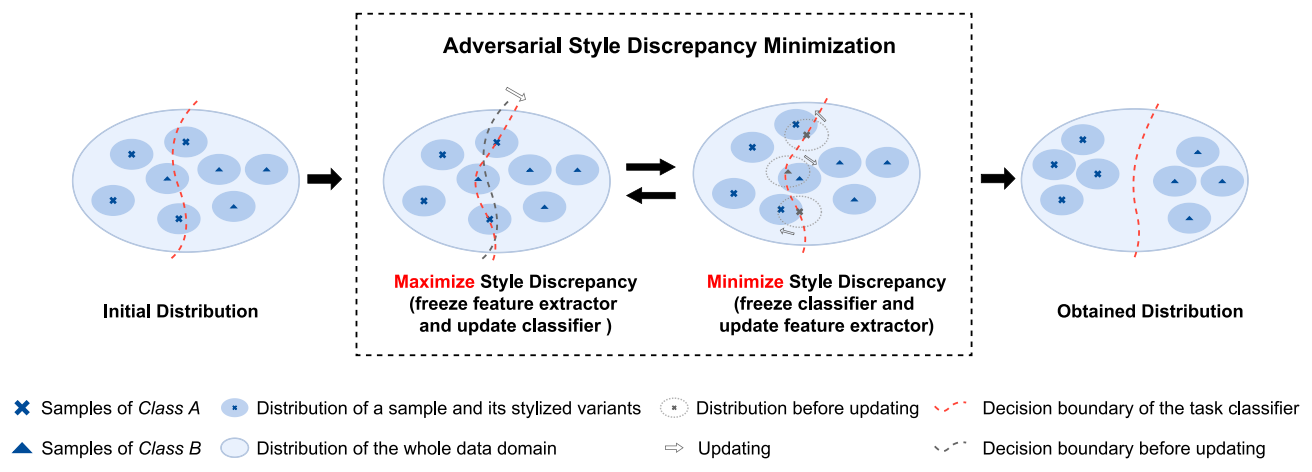 Adversarial Style Discrepancy Minimization
Initial Distribution
Maximize Style Discrepancy
(freeze feature extractor
and update classifier )
Minimize Style Discrepancy
(freeze classifier and
update feature extractor)
Obtained Distribution
Samples of Class A
Distribution of a sample and its stylized variants
Distribution before updating
Decision boundary of the task classifier
Samples of Class B
Distribution of the whole data domain
Updating
Decision boundary before updating